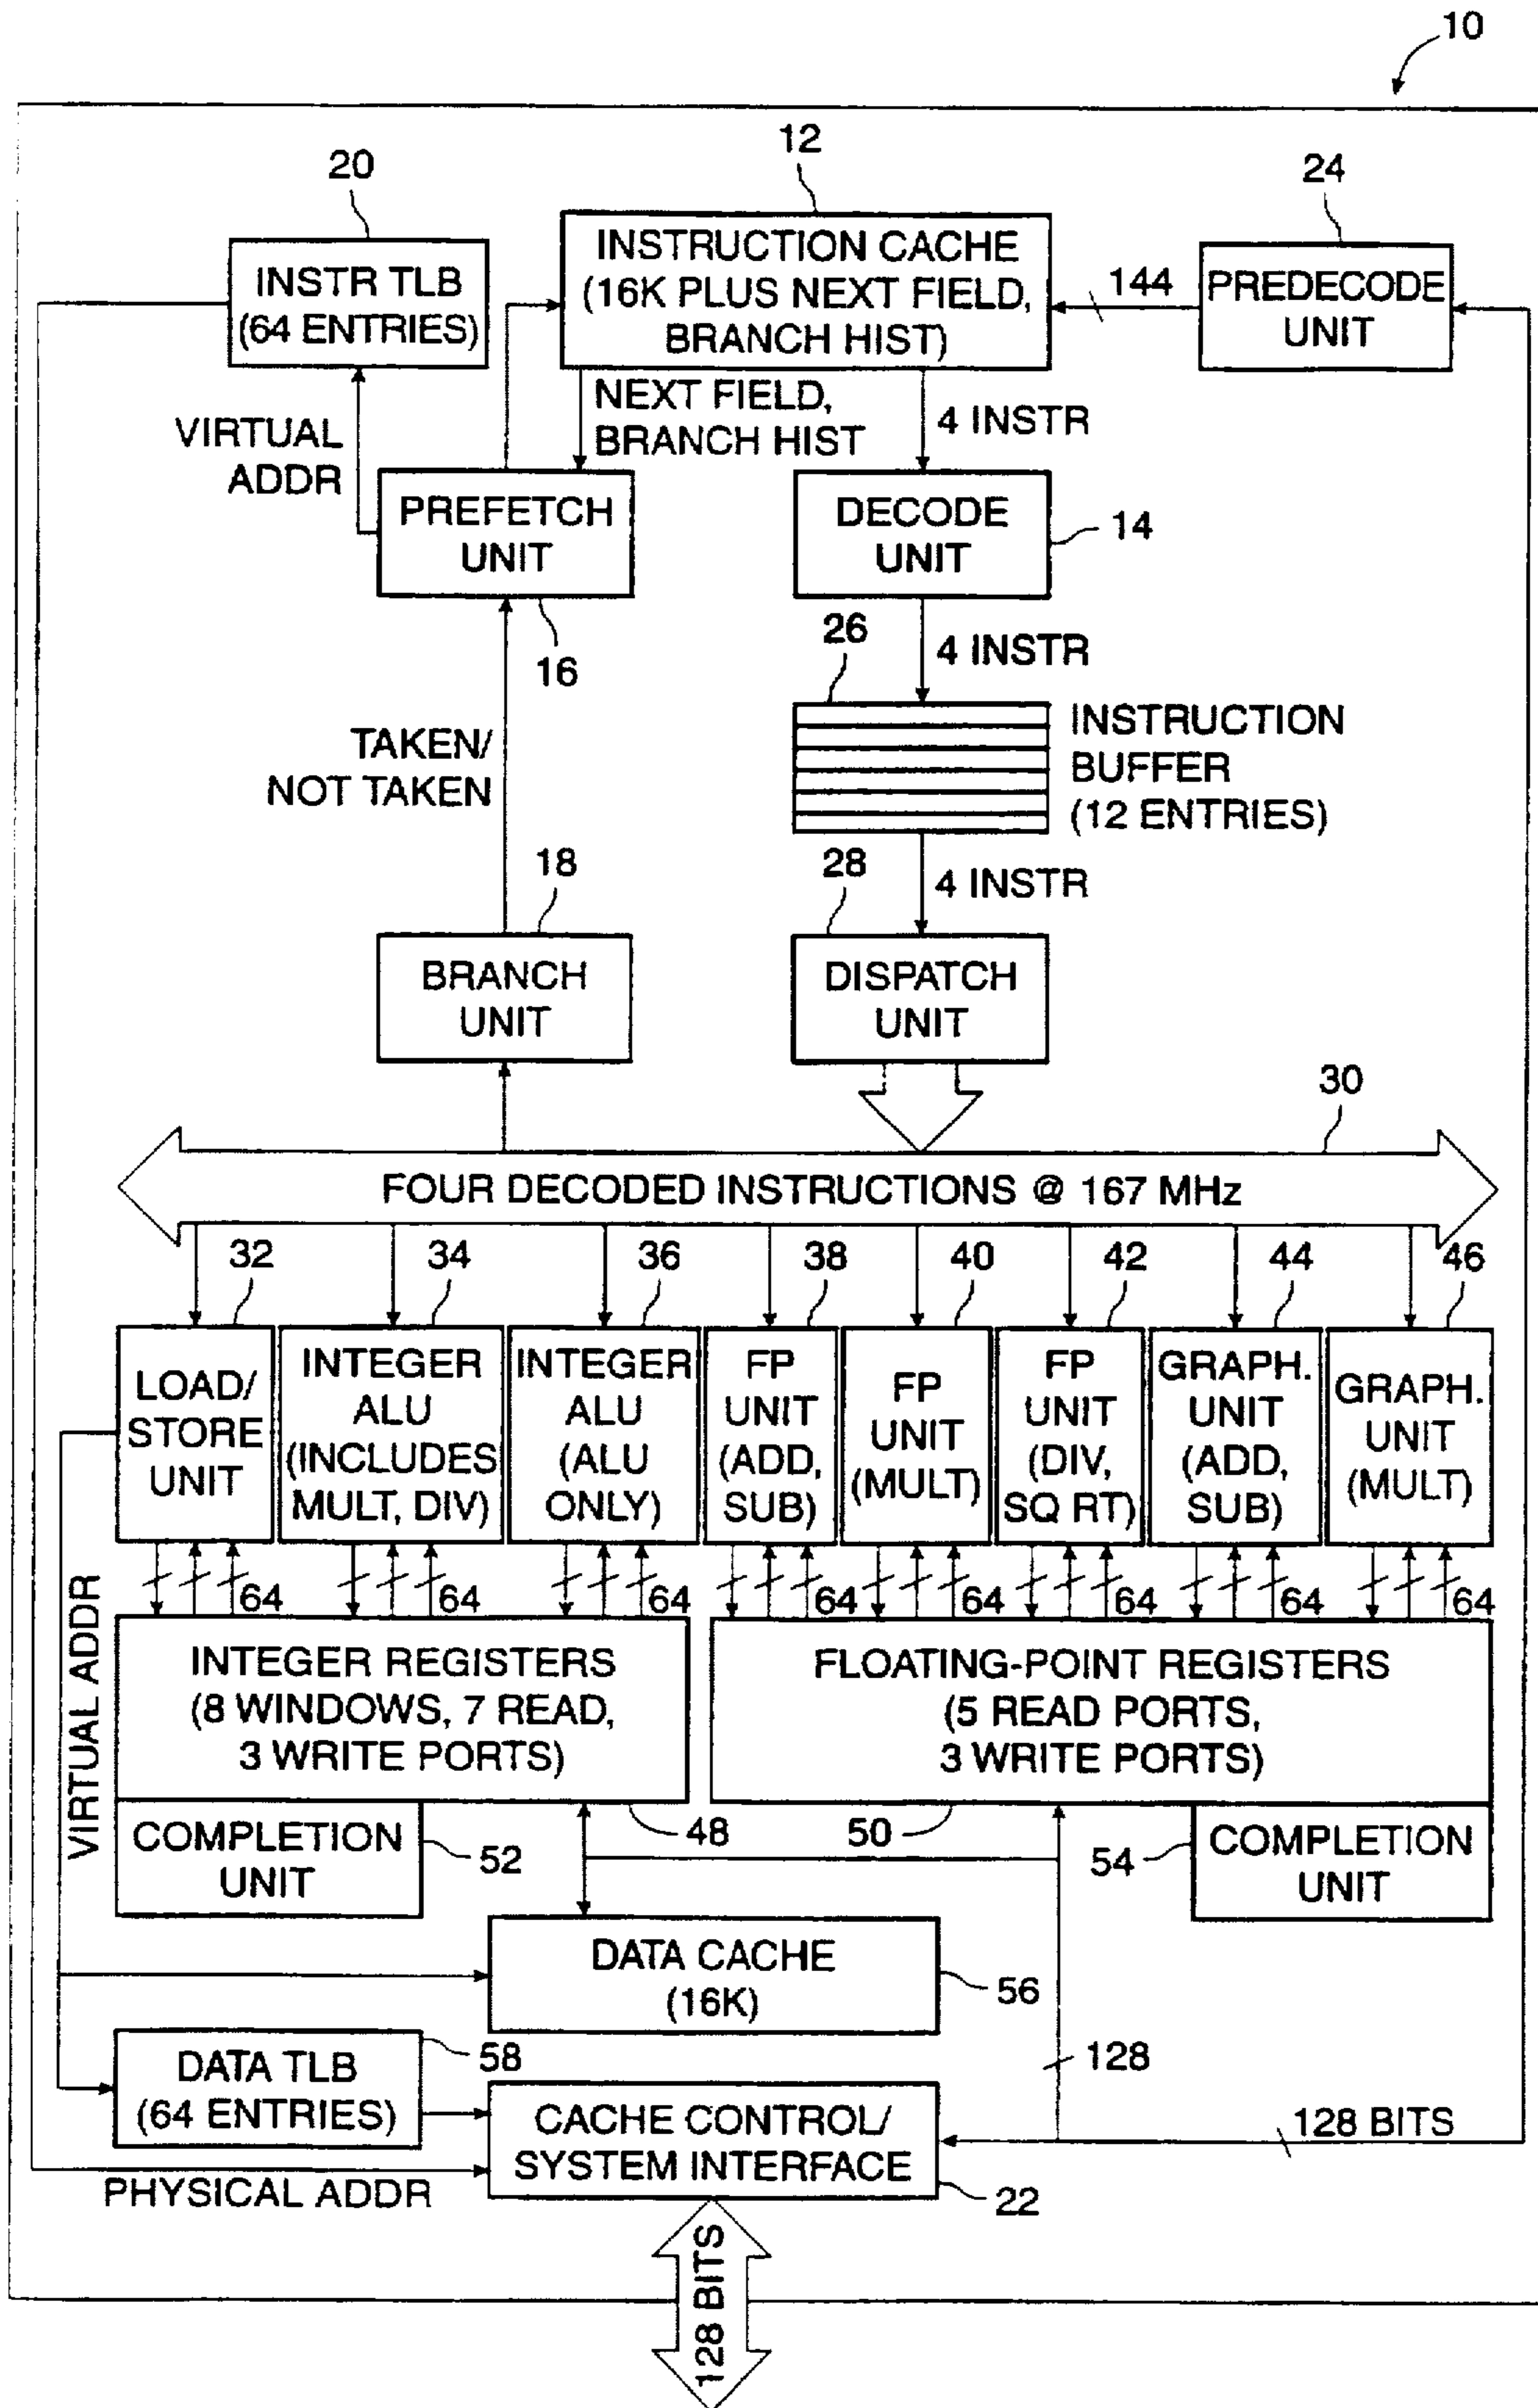 10
12
20
24
INSTR TLB
(64 ENTRIES)
INSTRUCTION CACHE
(16K PLUS NEXT FIELD,
BRANCH HIST)
144
PREDECODE
UNIT
VIRTUAL
ADDR
NEXT FIELD,
BRANCH HIST
4 INSTR
PREFETCH
UNIT
DECODE
UNIT
14
16
26
4 INSTR
INSTRUCTION
BUFFER
(12 ENTRIES)
TAKEN/
NOT TAKEN
18
28
4 INSTR
BRANCH
UNIT
DISPATCH
UNIT
30
FOUR DECODED INSTRUCTIONS @ 167 MHz
32
34
36
38
40
42
44
46
LOAD/
STORE
UNIT
INTEGER
ALU
(INCLUDES
MULT, DIV)
INTEGER
ALU
(ALU
ONLY)
FP
UNIT
(ADD,
SUB)
FP
UNIT
(MULT)
FP
UNIT
(DIV,
SQ RT)
GRAPH.
UNIT
(ADD,
SUB)
GRAPH.
UNIT
(MULT)
64
64
64
64
64
64
64
64
VIRTUAL ADDR
INTEGER REGISTERS
(8 WINDOWS, 7 READ,
3 WRITE PORTS)
FLOATING-POINT REGISTERS
(5 READ PORTS,
3 WRITE PORTS)
COMPLETION
UNIT
52
48
50
54
COMPLETION
UNIT
DATA CACHE
(16K)
56
DATA TLB
(64 ENTRIES)
58
128
CACHE CONTROL/
SYSTEM INTERFACE
128 BITS
PHYSICAL ADDR
22
128 BITS